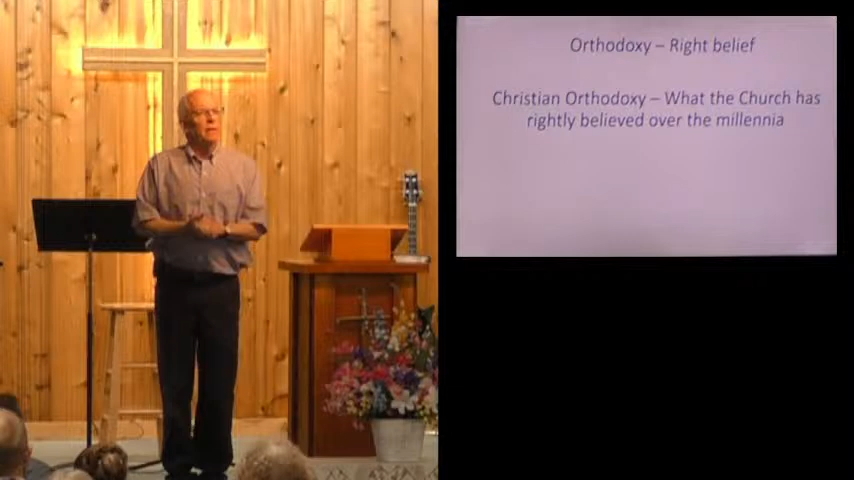 Orthodoxy – Right belief
Christian Orthodoxy – What the Church has
rightly believed over the millennia